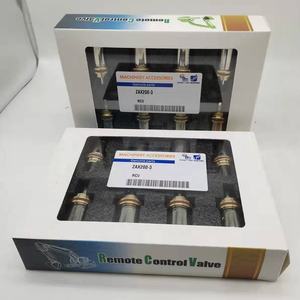 Remote Control Valve
MACHINERY ACCESSORIES
ZAX200-3
RCV
MACHINERY ACCESSORIES
ZAX200-3
RCV
Remote Control Valve